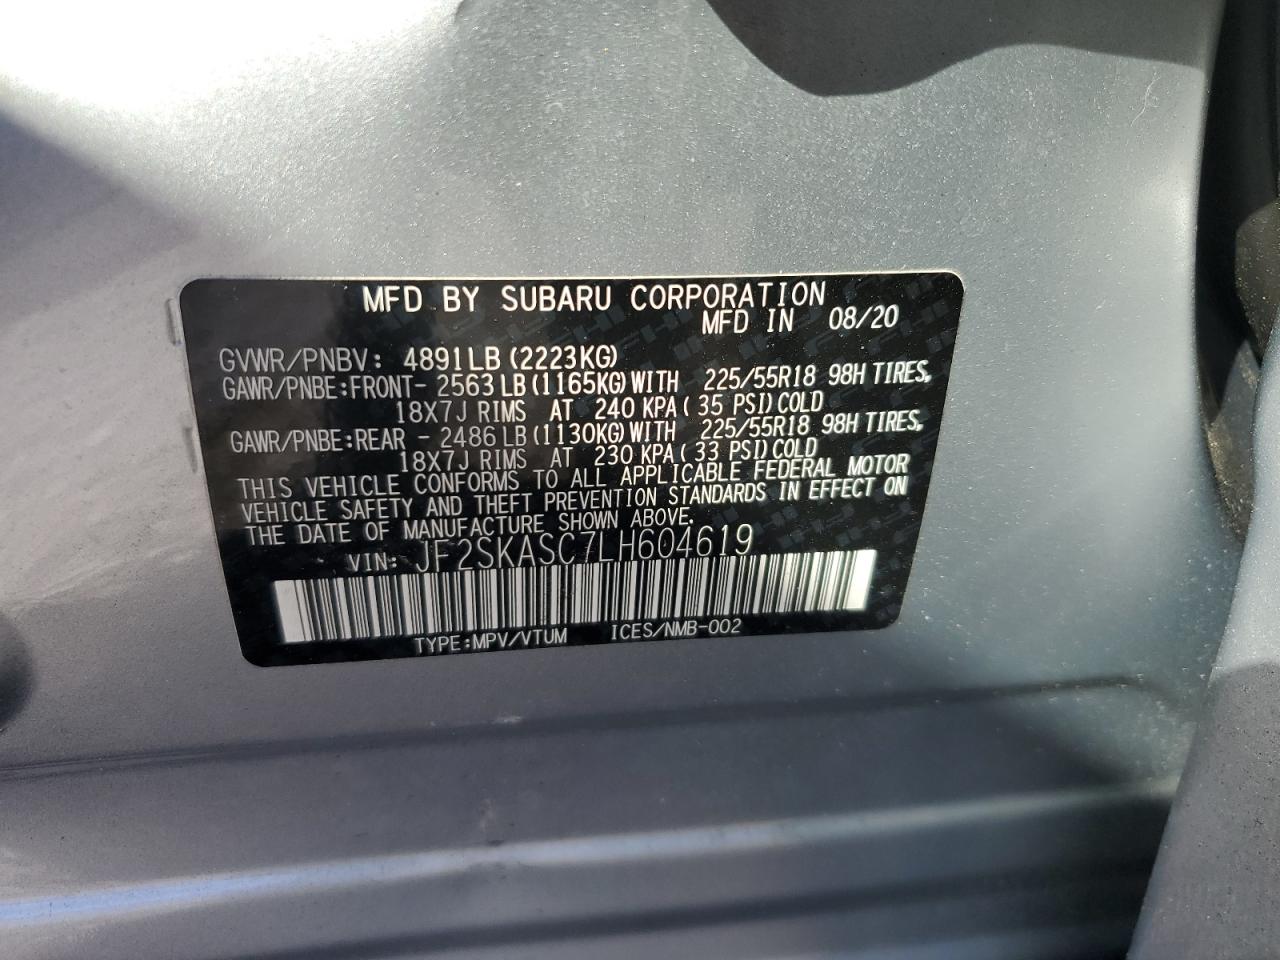 MFD BY SUBARU CORPORATION
MFD IN 08/20
GVWR/PNBV: 4891LB (2223KG)
GAWR/PNBE:FRONT- 2563 LB (1165KG) WITH 225/55R18 98H TIRES,
18X7J RIMS AT 240 KPA ( 35 PSI) COLD
GAWR/PNBE:REAR - 2486 LB (1130KG) WITH 225/55R18 98H TIRES,
18X7J RIMS AT 230 KPA ( 33 PSI) COLD
THIS VEHICLE CONFORMS TO ALL APPLICABLE FEDERAL MOTOR
VEHICLE SAFETY AND THEFT PREVENTION STANDARDS IN EFFECT ON
THE DATE OF MANUFACTURE SHOWN ABOVE.
VIN: JF2SKASC7LH604619
TYPE:MPV/VTUM ICES/NMB-002